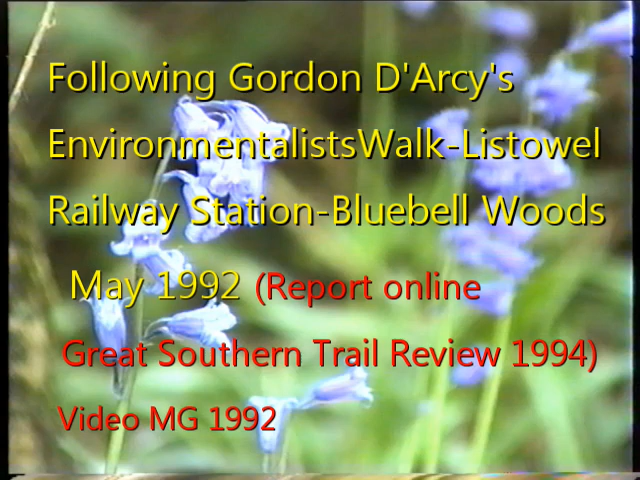 Following Gordon D'Arcy's
EnvironmentalistsWalk-Listowel
Railway Station-Bluebell Woods
May 1992 (Report online
Great Southern Trail Review 1994)
Video MG 1992